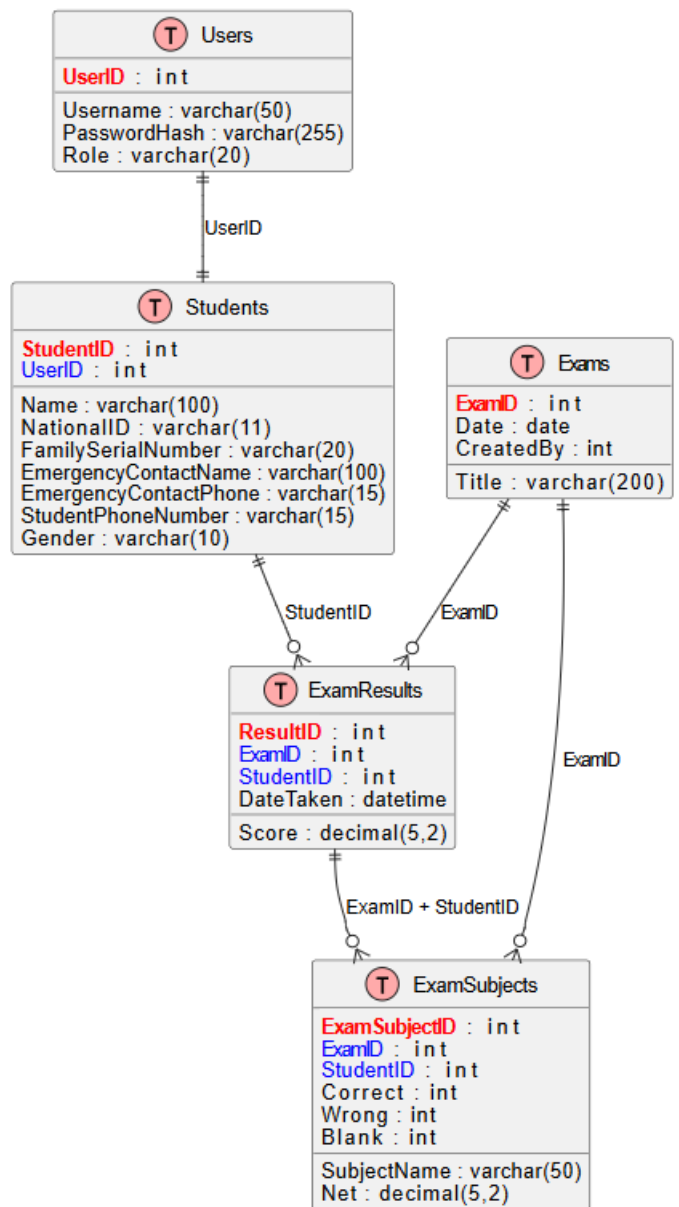 T Users
UserID : int
Username : varchar(50)
PasswordHash : varchar(255)
Role : varchar(20)
UserID
T Students
StudentID : int
UserID : int
Name : varchar(100)
NationalID : varchar(11)
FamilySerialNumber : varchar(20)
EmergencyContactName : varchar(100)
EmergencyContactPhone : varchar(15)
StudentPhoneNumber : varchar(15)
Gender : varchar(10)
T Exams
ExamID : int
Date : date
CreatedBy : int
Title : varchar(200)
StudentID
ExamID
T ExamResults
ResultID : int
ExamID : int
StudentID : int
DateTaken : datetime
Score : decimal(5,2)
ExamID
ExamID + StudentID
T ExamSubjects
ExamSubjectID : int
ExamID : int
StudentID : int
Correct : int
Wrong : int
Blank : int
SubjectName : varchar(50)
Net : decimal(5,2)